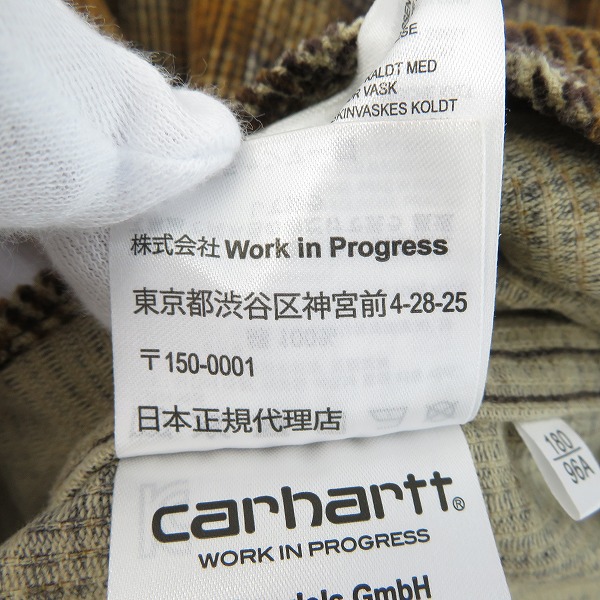 KALDT MED
VASK
SKINVASKES KOLDT
株式会社 Work in Progress
東京都渋谷区神宮前4-28-25
〒150-0001
日本正規代理店
180
96A
carhartt®
WORK IN PROGRESS
GmbH